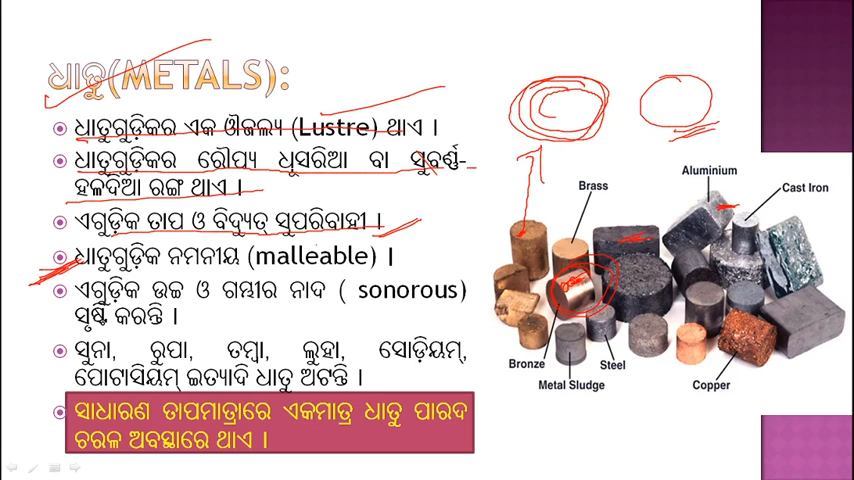 ଧାତୁ(METALS):
ଧାତୁଗୁଡ଼ିକର ଏକ ଔଜଲ୍ୟ (Lustre) ଥାଏ ।
ଧାତୁଗୁଡ଼ିକର ରୌପ୍ୟ ଧୂସରିଆ ବା ସୁବର୍ଣ୍ଣ-
ହଳଦିଆ ରଙ୍ଗ ଥାଏ ।
ଏଗୁଡ଼ିକ ତାପ ଓ ବିଦ୍ୟୁତ୍ ସୁପରିବାହୀ ।
ଧାତୁଗୁଡ଼ିକ ନମନୀୟ (malleable) ।
ଏଗୁଡ଼ିକ ଉଚ୍ଚ ଓ ଗମ୍ଭୀର ନାଦ ( sonorous)
ସୃଷ୍ଟି କରନ୍ତି ।
ସୁନା, ରୁପା, ତମ୍ବା, ଲୁହା, ସୋଡ଼ିୟମ୍,
ପୋଟାସିୟମ୍ ଇତ୍ୟାଦି ଧାତୁ ଅଟନ୍ତି ।
ସାଧାରଣ ତାପମାତ୍ରାରେ ଏକମାତ୍ର ଧାତୁ ପାରଦ
ତରଳ ଅବସ୍ଥାରେ ଥାଏ ।
Aluminium
Brass
Cast Iron
Bronze
Steel
Metal Sludge
Copper